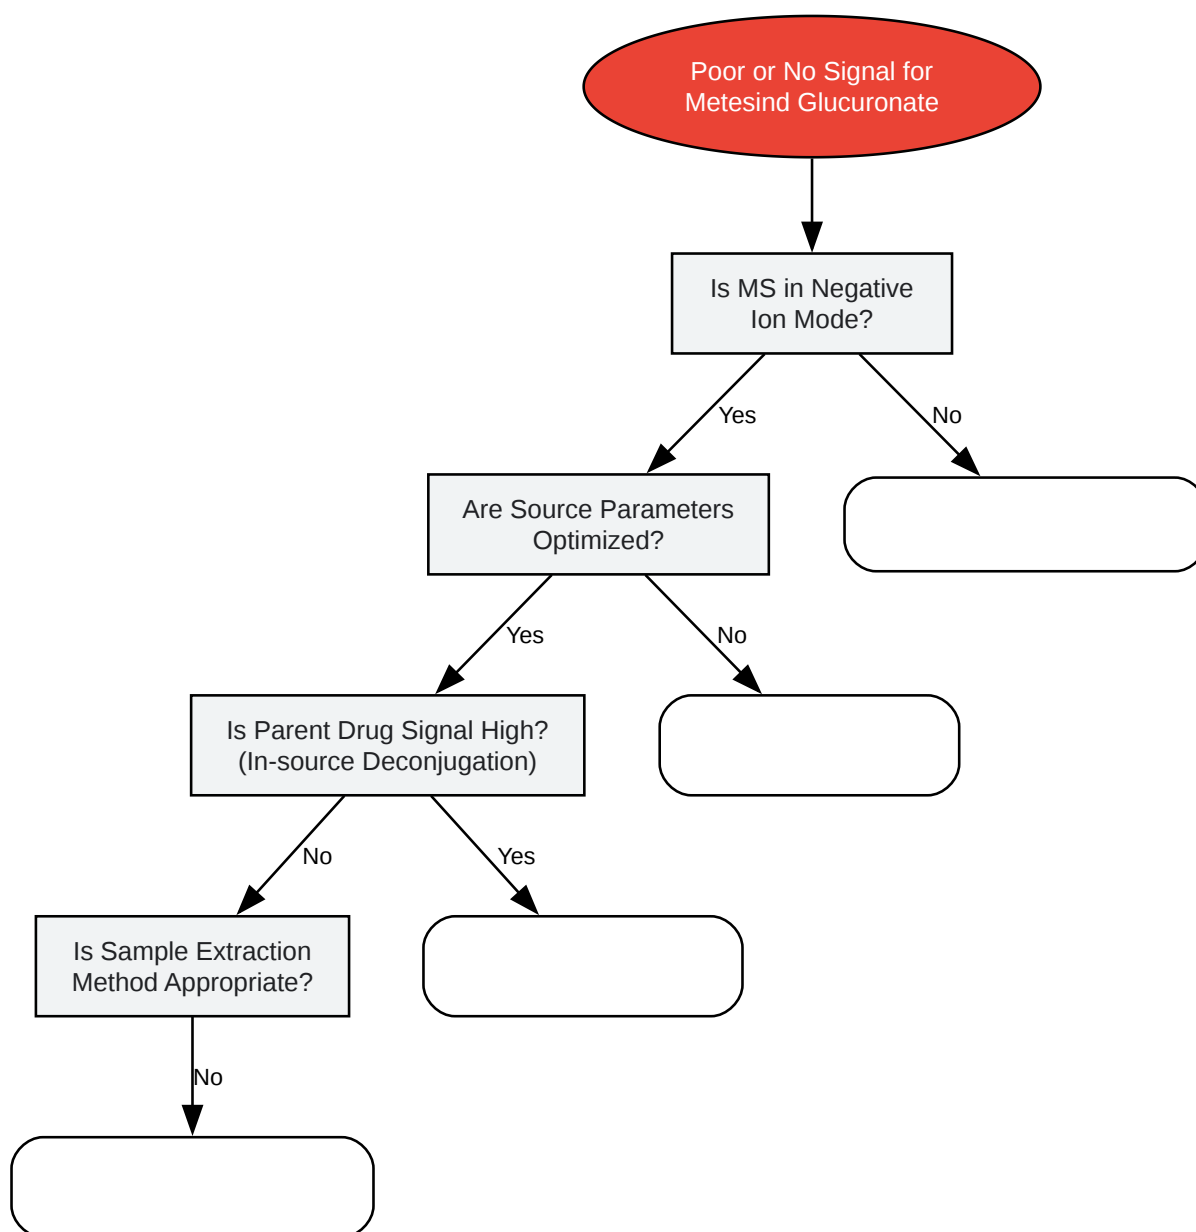 Poor or No Signal for
Metesind Glucuronate
Is MS in Negative
Ion Mode?
Yes
No
Are Source Parameters
Optimized?
Yes
No
Is Parent Drug Signal High?
(In-source Deconjugation)
No
Yes
Is Sample Extraction
Method Appropriate?
No